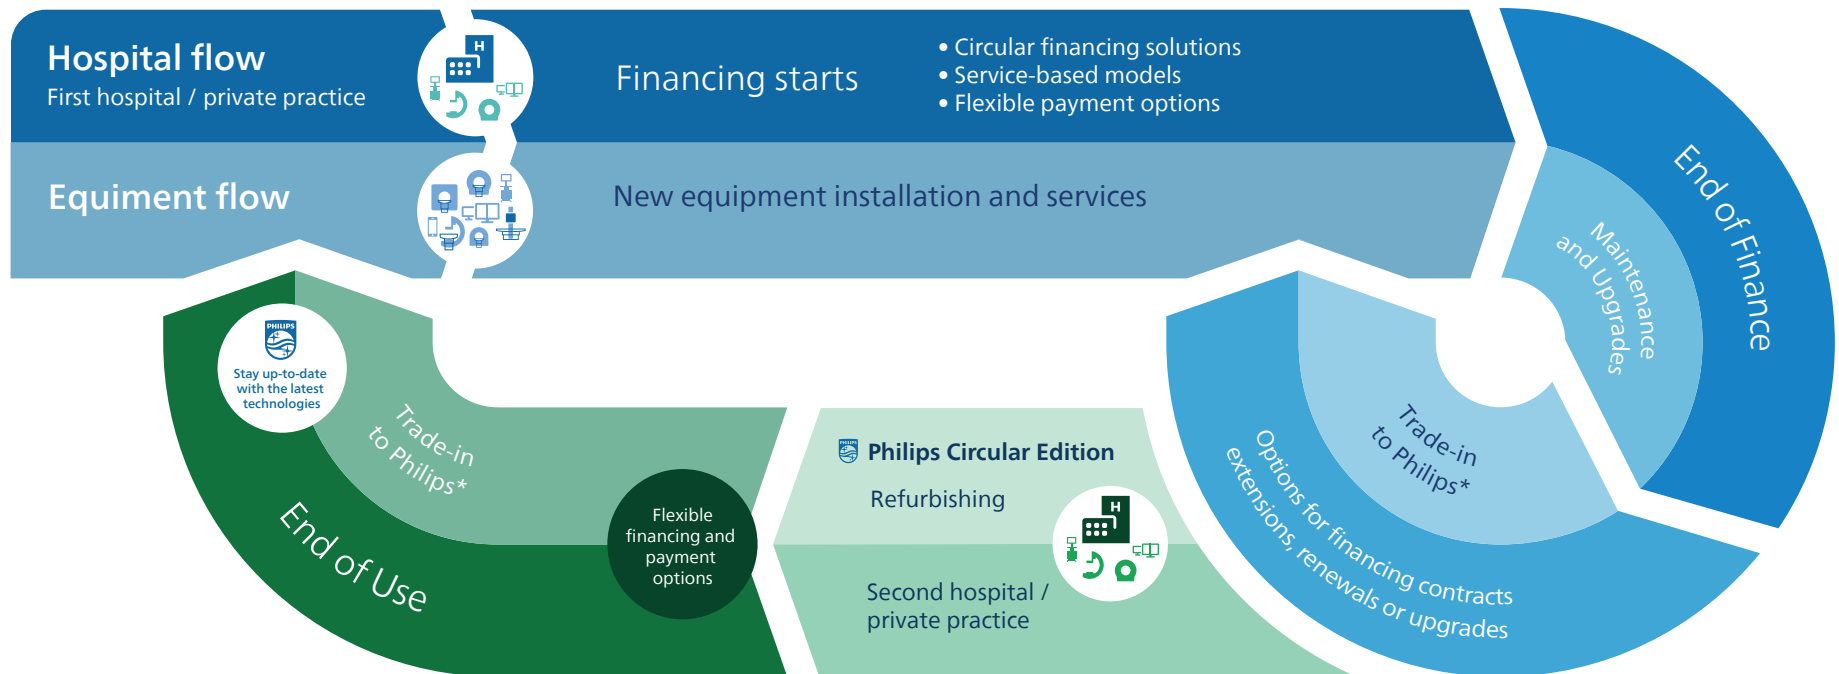 Hospital flow
First hospital / private practice
H
Financing starts
• Circular financing solutions
• Service-based models
• Flexible payment options
Equiment flow
New equipment installation and services
End of Finance
Maintenance
and Upgrades
Trade-in
to Philips*
Options for financing contracts
extensions, renewals or upgrades
PHILIPS
Philips Circular Edition
Refurbishing
H
Second hospital /
private practice
Flexible
financing and
payment
options
Trade-in
to Philips*
End of Use
PHILIPS
Stay up-to-date
with the latest
technologies